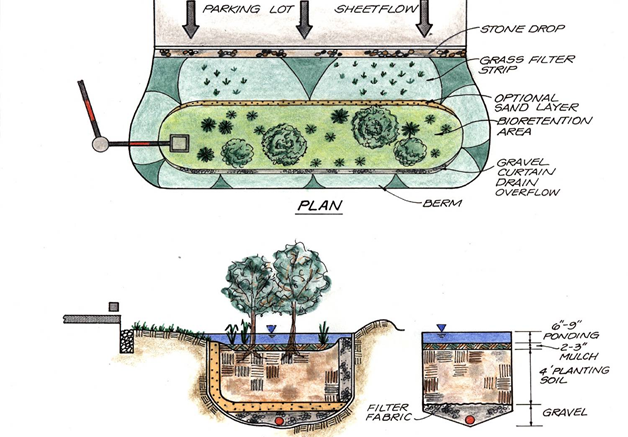 PARKING LOT SHEETFLOW
STONE DROP
GRASS FILTER
STRIP
OPTIONAL
SAND LAYER
BIORETENTION
AREA
GRAVEL
CURTAIN
DRAIN
OVERFLOW
BERM
PLAN
6"-9"
PONDING
2-3"
MULCH
4' PLANTING
SOIL
FILTER
FABRIC
GRAVEL